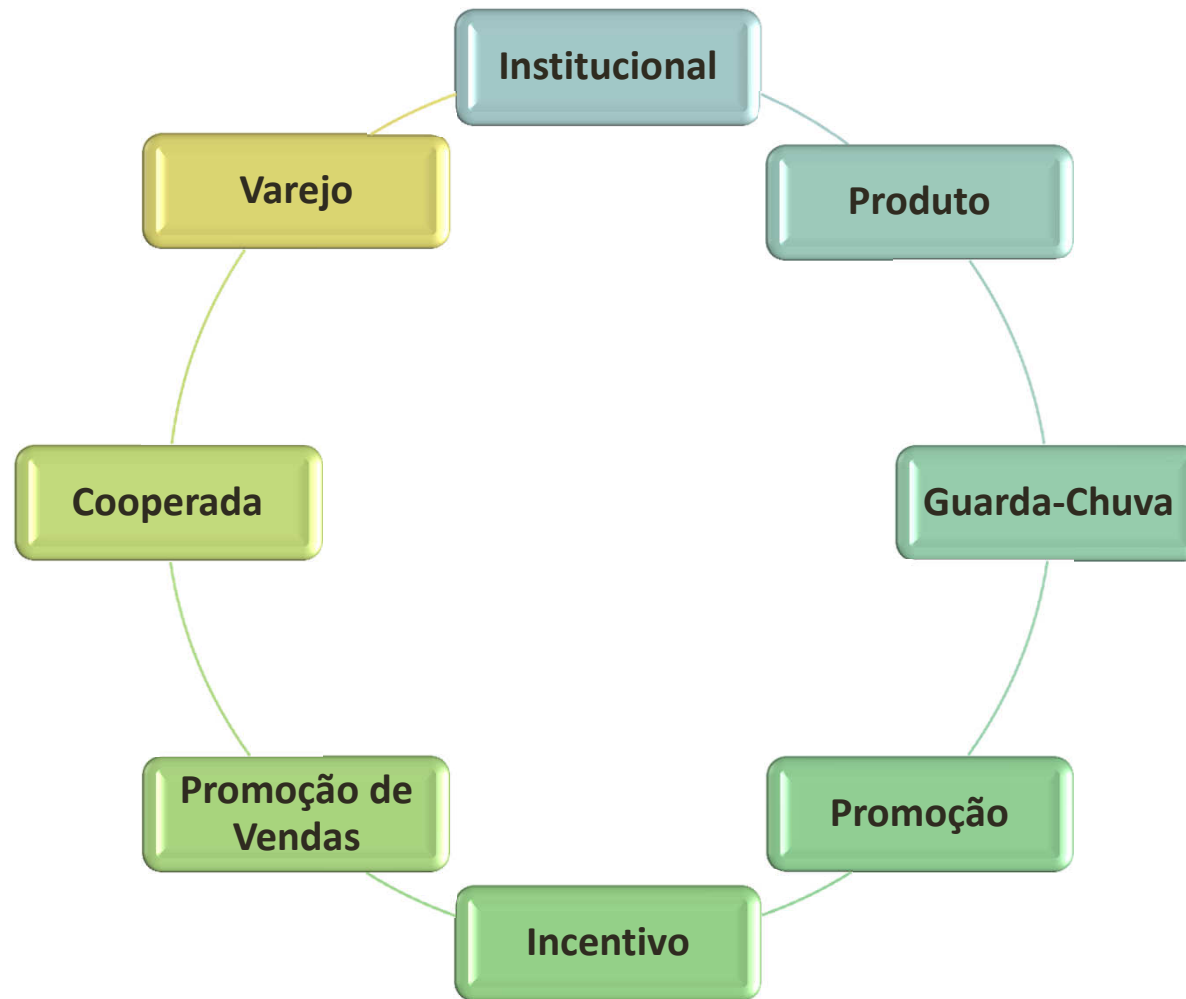 Institucional
Produto
Guarda-Chuva
Promoção
Incentivo
Promoção de
Vendas
Cooperada
Varejo